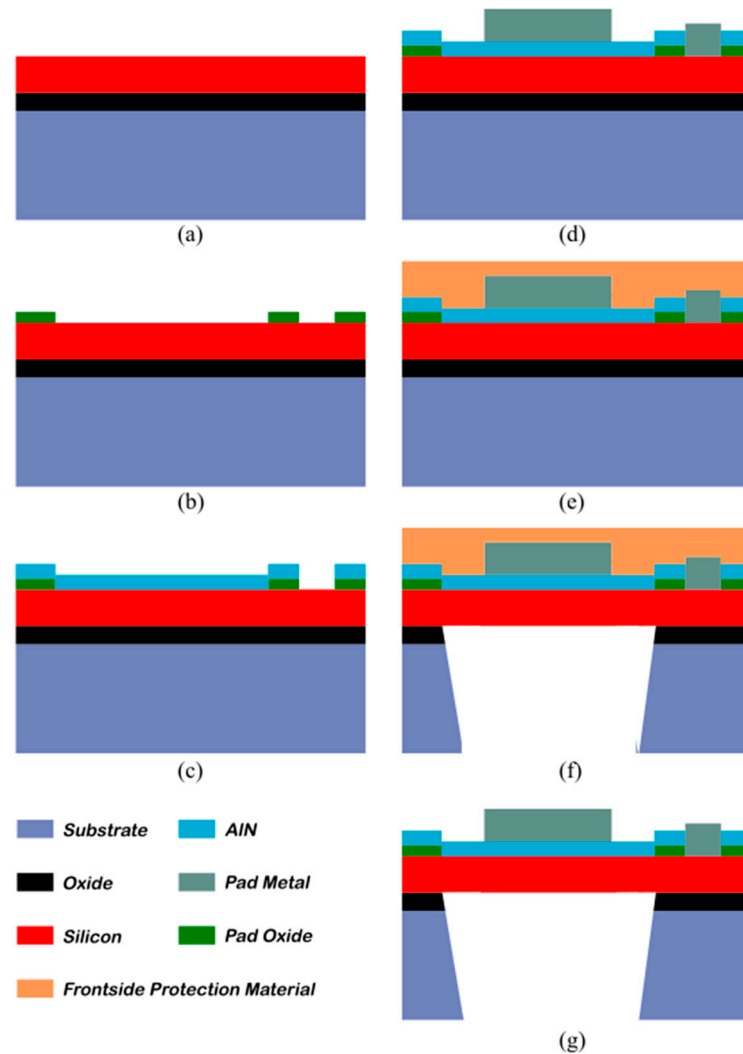 (a)
(d)
(b)
(e)
(c)
(f)
Substrate
AlN
Oxide
Pad Metal
Silicon
Pad Oxide
Frontside Protection Material
(g)